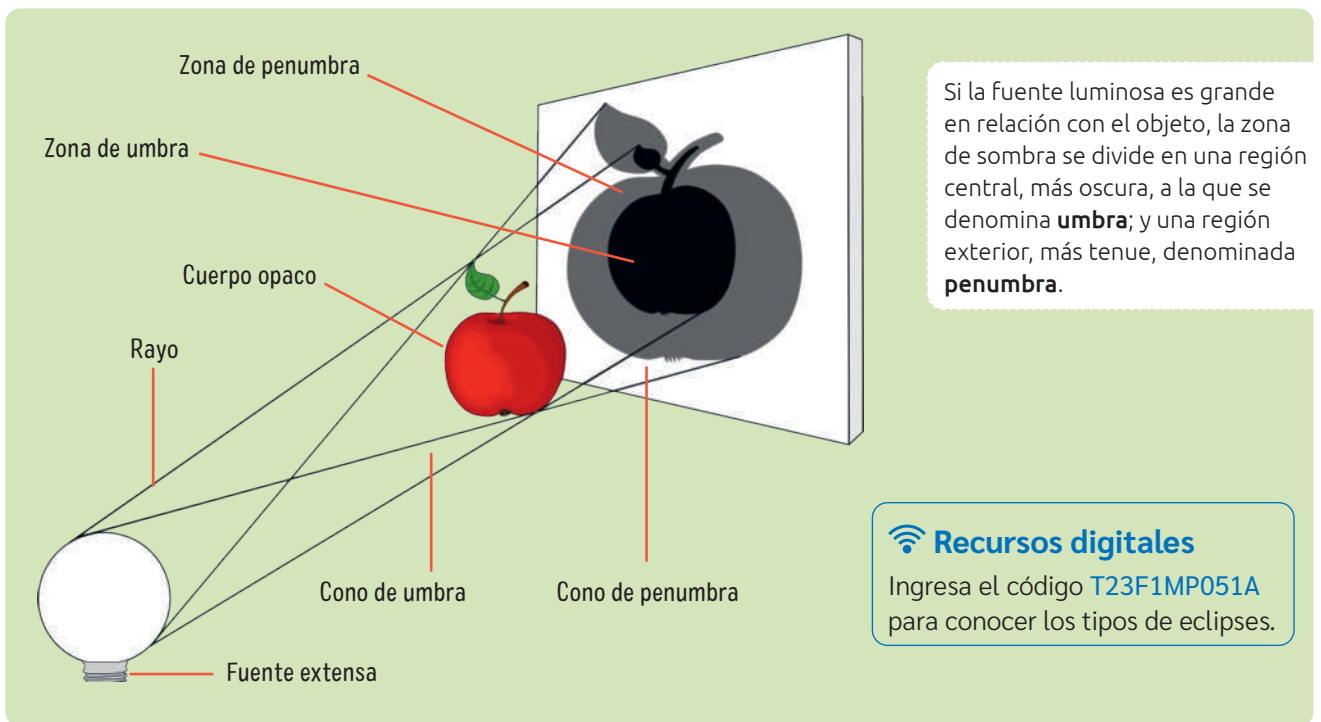 Zona de penumbra
Zona de umbra
Cuerpo opaco
Rayo
Cono de umbra
Cono de penumbra
Fuente extensa
Si la fuente luminosa es grande
en relación con el objeto, la zona
de sombra se divide en una región
central, más oscura, a la que se
denomina umbra; y una región
exterior, más tenue, denominada
penumbra.
Recursos digitales
Ingresa el código T23F1MP051A
para conocer los tipos de eclipses.